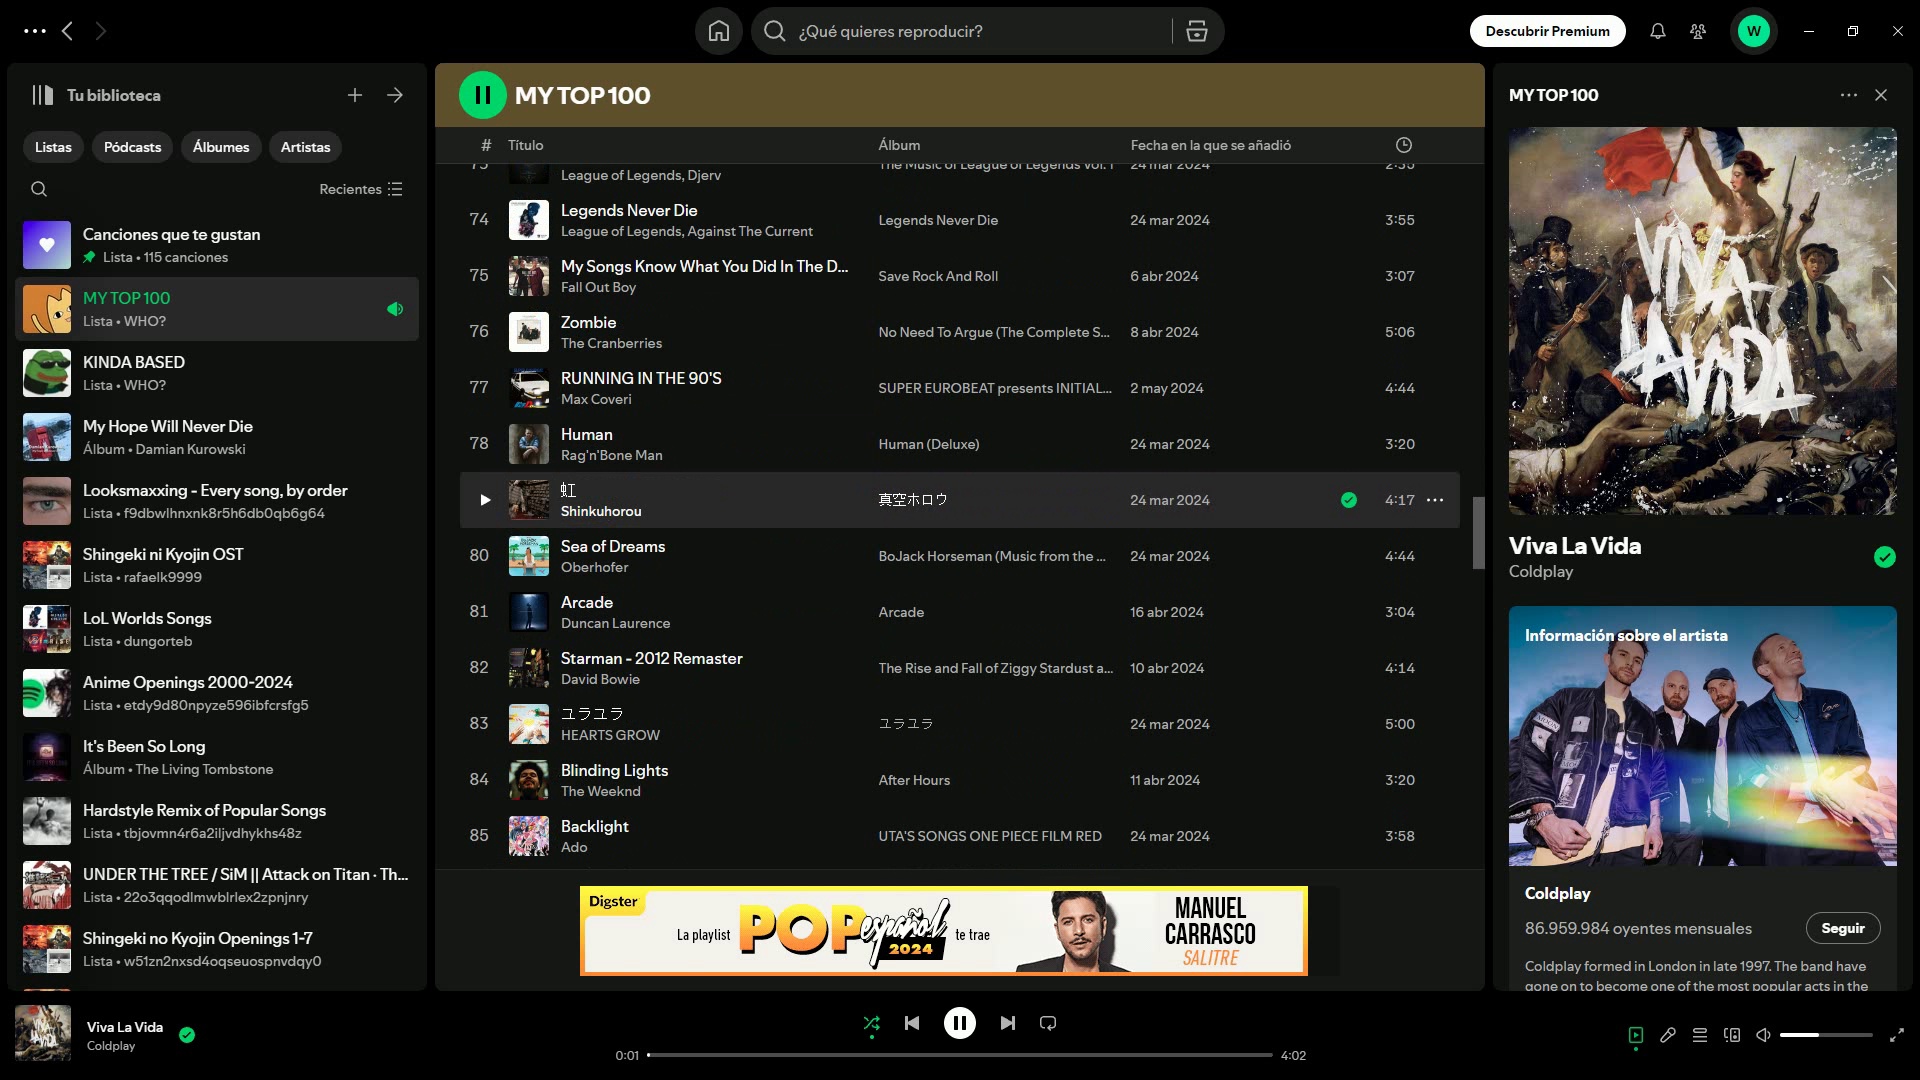 ¿Qué quieres reproducir?
Descubrir Premium
W
Tu biblioteca
Listas
Pódcasts
Álbumes
Artistas
Recientes
Canciones que te gustan
Lista • 115 canciones
MY TOP 100
Lista • WHO?
KINDA BASED
Lista • WHO?
My Hope Will Never Die
Álbum • Damian Kurowski
Looksmaxxing - Every song, by order
Lista • f9dbwlhnxnk8r5h6db0qb6g64
Shingeki ni Kyojin OST
Lista • rafaelk9999
LoL Worlds Songs
Lista • dungorteb
Anime Openings 2000-2024
Lista • etdy9d80npyze596ibfcrsfg5
It's Been So Long
Álbum • The Living Tombstone
Hardstyle Remix of Popular Songs
Lista • tbjovmn4r6a2iljvdhykhs48z
UNDER THE TREE / SiM || Attack on Titan · Th...
Lista • 22o3qqodlmwblrlex2zpnjnry
Shingeki no Kyojin Openings 1-7
Lista • w51zn2nxsd4oqseuospnvdqy0
MY TOP 100
# Título Álbum Fecha en la que se añadió
73 The Music of League of Legends Vol. 1 24 mar 2024 2:35
League of Legends, Djerv
74 Legends Never Die Legends Never Die 24 mar 2024 3:55
League of Legends, Against The Current
75 My Songs Know What You Did In The D... Save Rock And Roll 6 abr 2024 3:07
Fall Out Boy
76 Zombie No Need To Argue (The Complete S... 8 abr 2024 5:06
The Cranberries
77 RUNNING IN THE 90'S SUPER EUROBEAT presents INITIAL... 2 may 2024 4:44
Max Coveri
78 Human Human (Deluxe) 24 mar 2024 3:20
Rag'n'Bone Man
虹 真空ホロウ 24 mar 2024 4:17
Shinkuhorou
80 Sea of Dreams BoJack Horseman (Music from the ... 24 mar 2024 4:44
Oberhofer
81 Arcade Arcade 16 abr 2024 3:04
Duncan Laurence
82 Starman - 2012 Remaster The Rise and Fall of Ziggy Stardust a... 10 abr 2024 4:14
David Bowie
83 ユラユラ ユラユラ 24 mar 2024 5:00
HEARTS GROW
84 Blinding Lights After Hours 11 abr 2024 3:20
The Weeknd
85 Backlight UTA'S SONGS ONE PIECE FILM RED 24 mar 2024 3:58
Ado
Digster
La playlist POP español 2024 te trae
MANUEL CARRASCO
SALITRE
MY TOP 100
VIVA LA VIDA
Viva La Vida
Coldplay
Información sobre el artista
Coldplay
86.959.984 oyentes mensuales
Seguir
Coldplay formed in London in late 1997. The band have
gone on to become one of the most popular acts in the
Viva La Vida
Coldplay
0:01
4:02